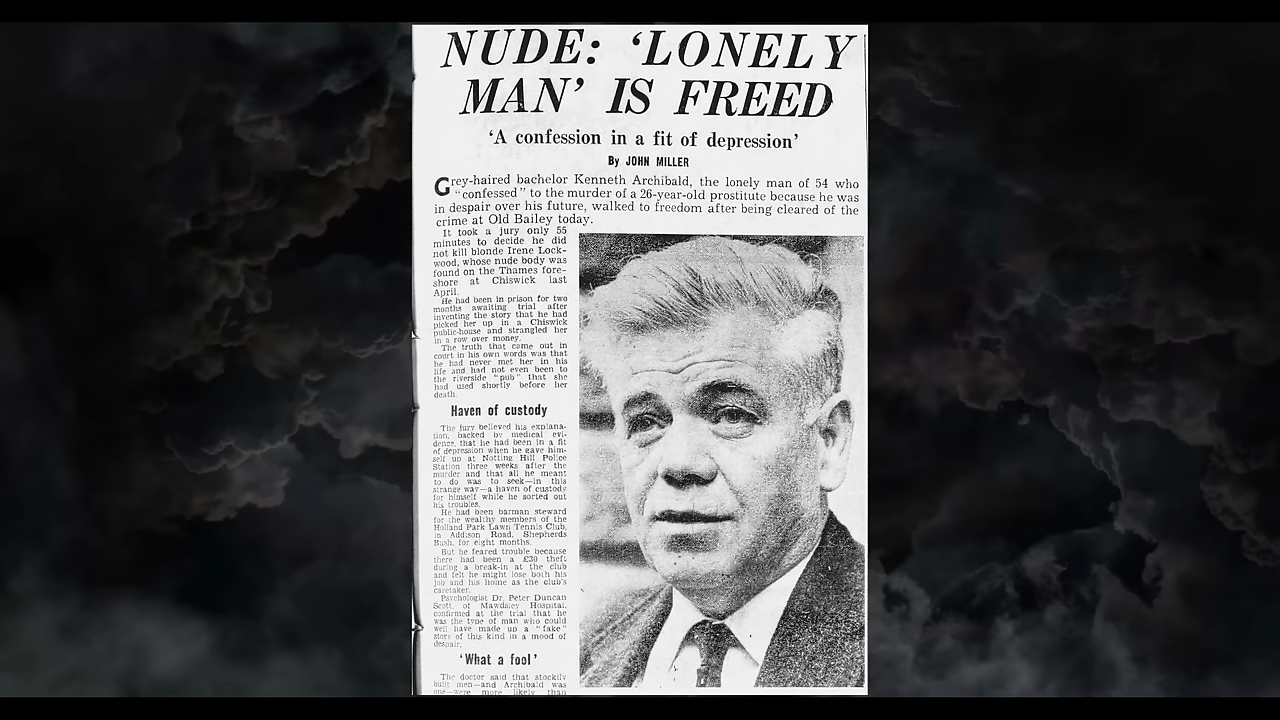 NUDE: ‘LONELY
MAN’ IS FREED
‘A confession in a fit of depression’
By JOHN MILLER
Grey-haired bachelor Kenneth Archibald, the lonely man of 54 who
“confessed” to the murder of a 26-year-old prostitute because he was
in despair over his future, walked to freedom after being cleared of the
crime at Old Bailey today.
It took a jury only 55
minutes to decide he did
not kill blonde Irene Lock-
wood, whose nude body was
found on the Thames fore-
shore at Chiswick last
April.
He had been in prison for two
months awaiting trial after
inventing the story that he had
picked her up in a Chiswick
public-house and strangled her
in a row over money.
The truth that came out in
court in his own words was that
he had never met her in his
life and had not even been to
the riverside “pub” that she
had used shortly before her
death.
Haven of custody
The jury believed his explana-
tion, backed by medical evi-
dence, that he had been in a fit
of depression when he gave him-
self up at Notting Hill Police
Station three weeks after the
murder and that all he meant
to do was to seek—in this
strange way—a haven of custody
for himself while he sorted out
his troubles.
He had been barman steward
for the wealthy members of the
Holland Park Lawn Tennis Club,
in Addison Road, Shepherds
Bush, for eight months.
But he feared trouble because
there had been a £30 theft
during a break-in at the club
and felt he might lose both his
job and his home as the club's
caretaker.
Psychologist Dr. Peter Duncan
Scott, of Mawdsley Hospital,
confirmed at the trial that he
was the type of man who could
well have made up a “fake”
story of this kind in a mood of
despair.
‘What a fool’
The doctor said that stockily
built men—and Archibald was
one—were more likely than